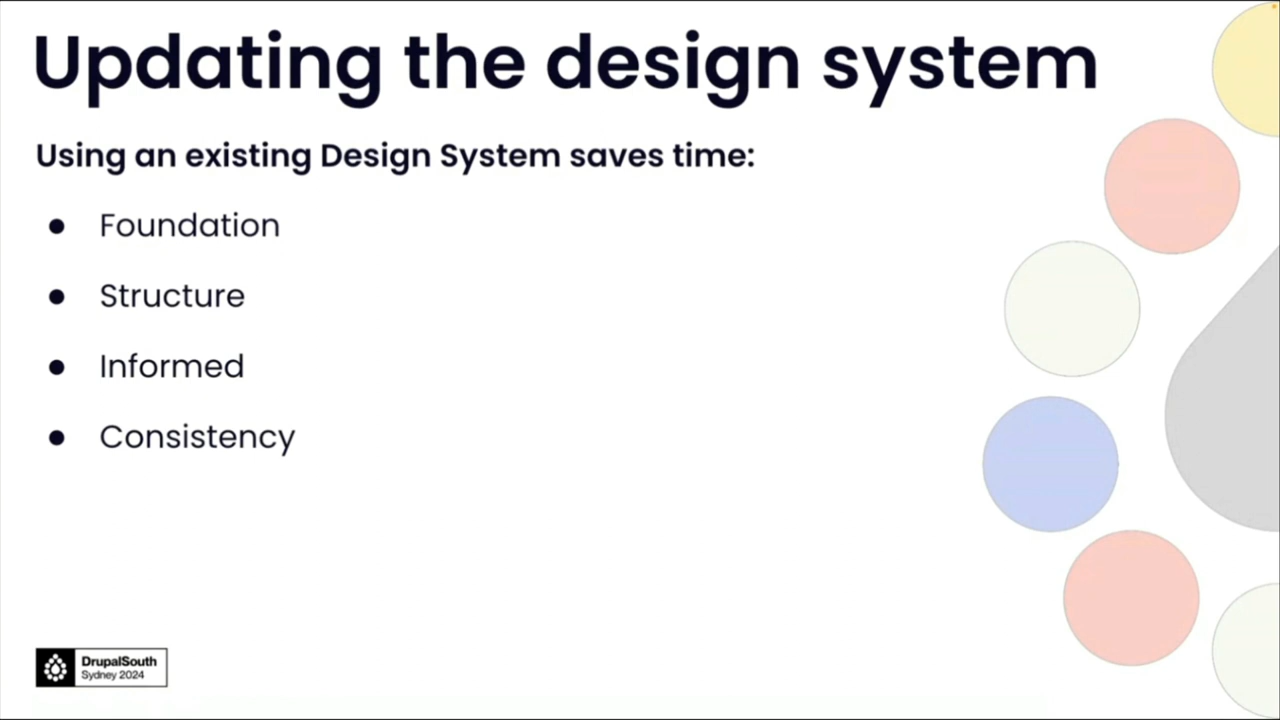 Updating the design system
Using an existing Design System saves time:
● Foundation
● Structure
● Informed
● Consistency
DrupalSouth
Sydney 2024